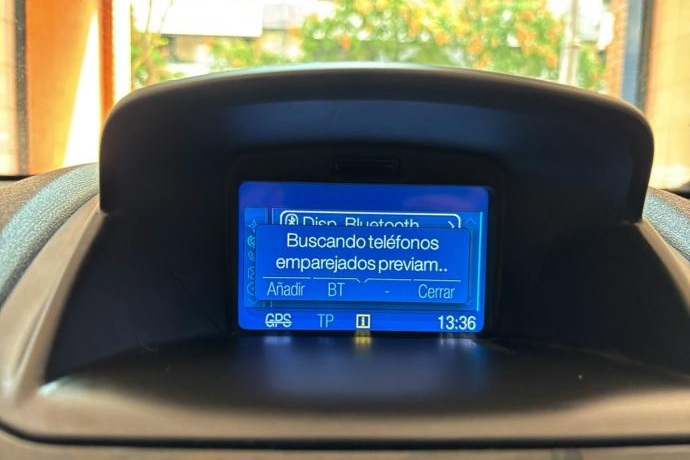 Disp. Bluetooth
Buscando teléfonos
emparejados previam..
Añadir BT - Cerrar
GPS TP i 13:36